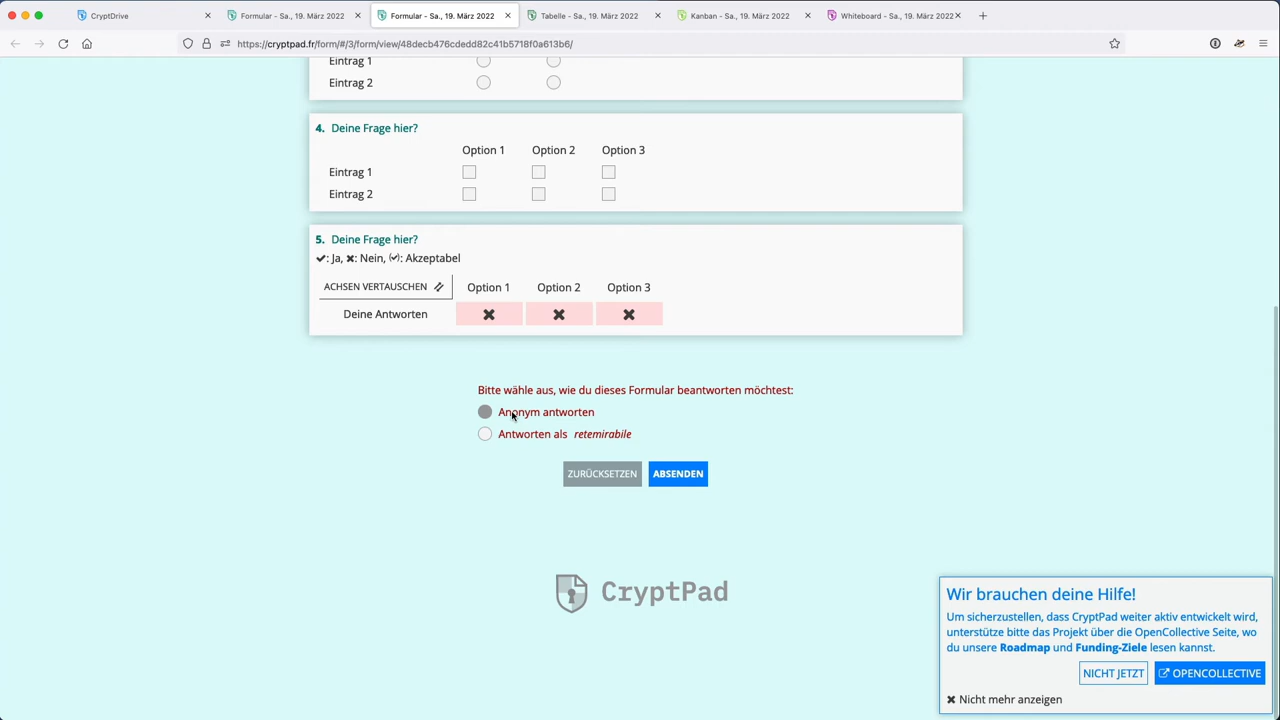 CryptDrive
Formular - Sa., 19. März 2022
Formular - Sa., 19. März 2022
Tabelle - Sa., 19. März 2022
Kanban - Sa., 19. März 2022
Whiteboard - Sa., 19. März 2022
https://cryptpad.fr/form/#/3/form/view/48decb476cdedd82c41b5718f0a613b6/
Eintrag 1
Eintrag 2
4. Deine Frage hier?
Option 1 Option 2 Option 3
Eintrag 1
Eintrag 2
5. Deine Frage hier?
✔: Ja, ✖: Nein, (✔): Akzeptabel
ACHSEN VERTAUSCHEN Option 1 Option 2 Option 3
Deine Antworten ✖ ✖ ✖
Bitte wähle aus, wie du dieses Formular beantworten möchtest:
Anonym antworten
Antworten als retemirabile
ZURÜCKSETZEN ABSENDEN
CryptPad
Wir brauchen deine Hilfe!
Um sicherzustellen, dass CryptPad weiter aktiv entwickelt wird,
unterstütze bitte das Projekt über die OpenCollective Seite, wo
du unsere Roadmap und Funding-Ziele lesen kannst.
NICHT JETZT OPENCOLLECTIVE
✖ Nicht mehr anzeigen